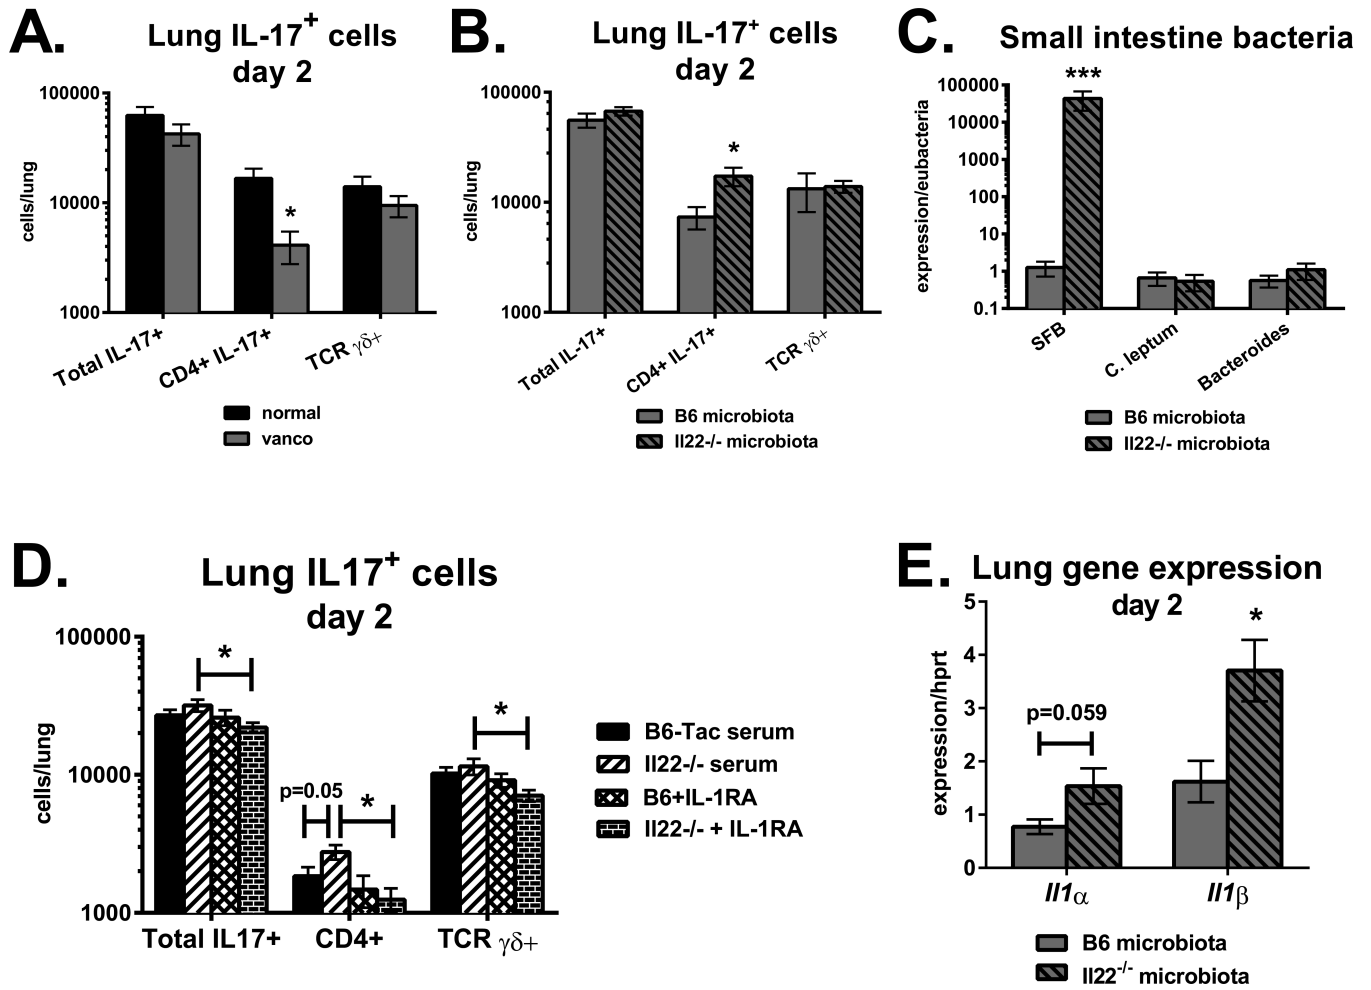 A.
Lung IL-17+ cells
day 2
cells/lung
100000
10000
1000
Total IL-17+
CD4+ IL-17+
TCR γδ+
*
normal
vanco
B.
Lung IL-17+ cells
day 2
cells/lung
100000
10000
1000
Total IL-17+
CD4+ IL-17+
TCR γδ+
*
B6 microbiota
Il22-/- microbiota
C.
Small intestine bacteria
expression/eubacteria
100000
10000
1000
100
10
1
0.1
***
SFB
C. leptum
Bacteroides
B6 microbiota
Il22-/- microbiota
D.
Lung IL17+ cells
day 2
cells/lung
100000
10000
1000
*
p=0.05
*
*
Total IL17+
CD4+
TCR γδ+
B6-Tac serum
Il22-/- serum
B6+IL-1RA
Il22-/- + IL-1RA
E.
Lung gene expression
day 2
expression/hprt
5
4
3
2
1
0
p=0.059
*
Il1α
Il1β
B6 microbiota
Il22-/- microbiota